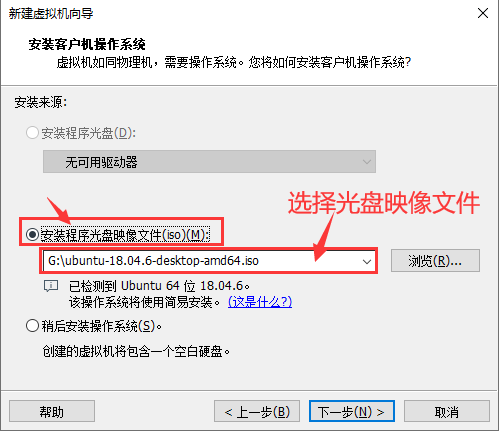 新建虚拟机向导
安装客户机操作系统
虚拟机如同物理机，需要操作系统。您将如何安装客户机操作系统?
安装来源:
安装程序光盘(D):
无可用驱动器
选择光盘映像文件
安装程序光盘映像文件(iso)(M):
G:\ubuntu-18.04.6-desktop-amd64.iso
浏览(R)...
已检测到 Ubuntu 64 位 18.04.6。
该操作系统将使用简易安装。(这是什么?)
稍后安装操作系统(S)。
创建的虚拟机将包含一个空白硬盘。
帮助
< 上一步(B)
下一步(N) >
取消